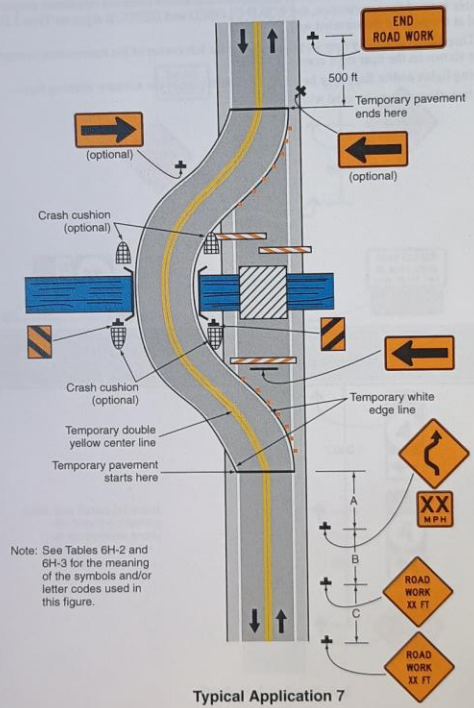 END
ROAD WORK
500 ft
Temporary pavement
ends here
(optional)
(optional)
Crash cushion
(optional)
Crash cushion
(optional)
Temporary white
edge line
Temporary double
yellow center line
Temporary pavement
starts here
A
XX
MPH
B
Note: See Tables 6H-2 and
6H-3 for the meaning
of the symbols and/or
letter codes used in
this figure.
ROAD
WORK
XX FT
C
ROAD
WORK
XX FT
Typical Application 7